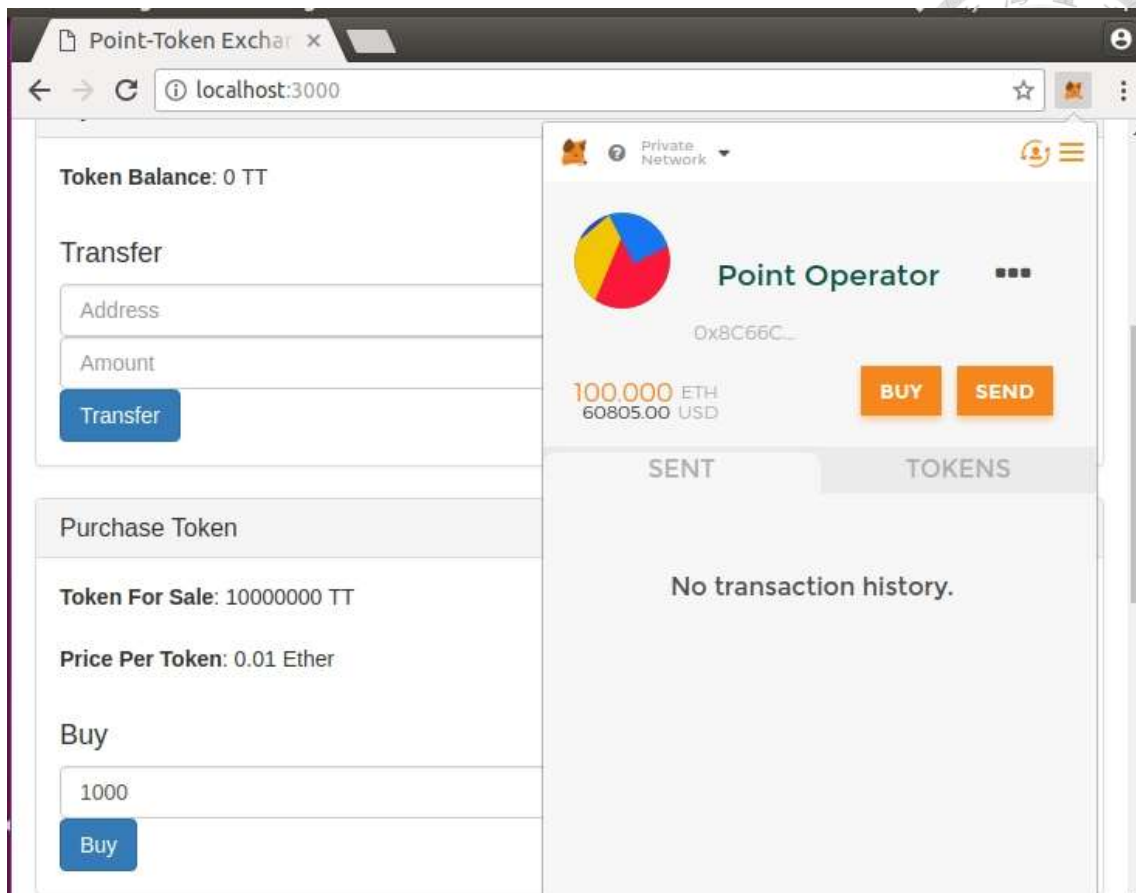 Point-Token Exchan
localhost:3000
Token Balance: 0 TT
Transfer
Address
Amount
Transfer
Purchase Token
Token For Sale: 10000000 TT
Price Per Token: 0.01 Ether
Buy
1000
Buy
Private
Network
Point Operator
0x8C66C...
100.000 ETH
60805.00 USD
BUY
SEND
SENT
TOKENS
No transaction history.